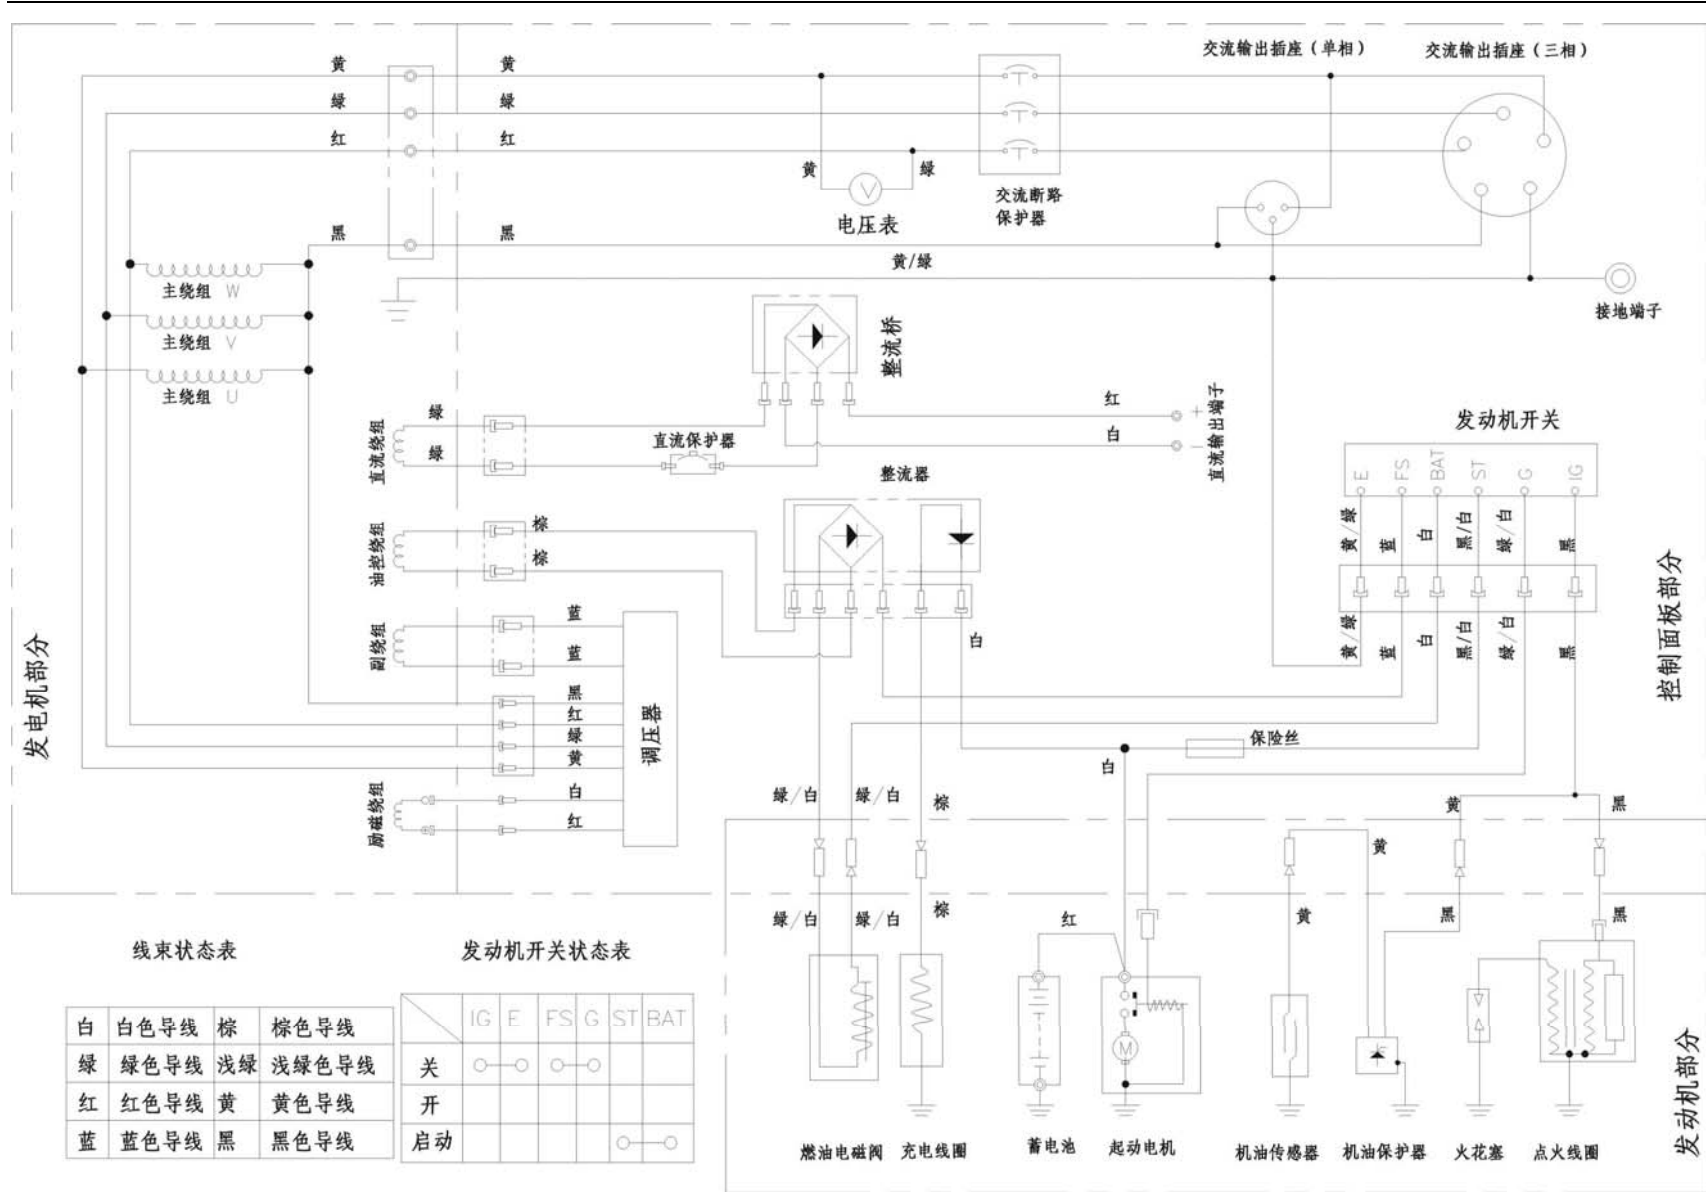 交流输出插座（单相）
交流输出插座（三相）
黄
黄
绿
绿
红
红
黄
绿
电压表
交流断路
保护器
黑
黑
黄/绿
接地端子
主绕组 W
主绕组 V
主绕组 U
整流桥
直流绕组
绿
绿
直流保护器
红
白
+
−
直流输出端子
发动机开关
E
FS
BAT
ST
G
IG
黄/绿
蓝
白
黑/白
绿/白
黑
黄/绿
蓝
白
黑/白
绿/白
黑
整流器
油控绕组
棕
棕
白
副绕组
蓝
蓝
黑
红
绿
黄
调压器
励磁绕组
白
红
发电机部分
控制面板部分
保险丝
白
绿/白
绿/白
棕
黄
黑
黄
绿/白
绿/白
棕
红
黄
黑
黑
M
燃油电磁阀
充电线圈
蓄电池
起动电机
机油传感器
机油保护器
火花塞
点火线圈
发动机部分
线束状态表
白 白色导线 棕 棕色导线
绿 绿色导线 浅绿 浅绿色导线
红 红色导线 黄 黄色导线
蓝 蓝色导线 黑 黑色导线
发动机开关状态表
IG E FS G ST BAT
关
开
启动